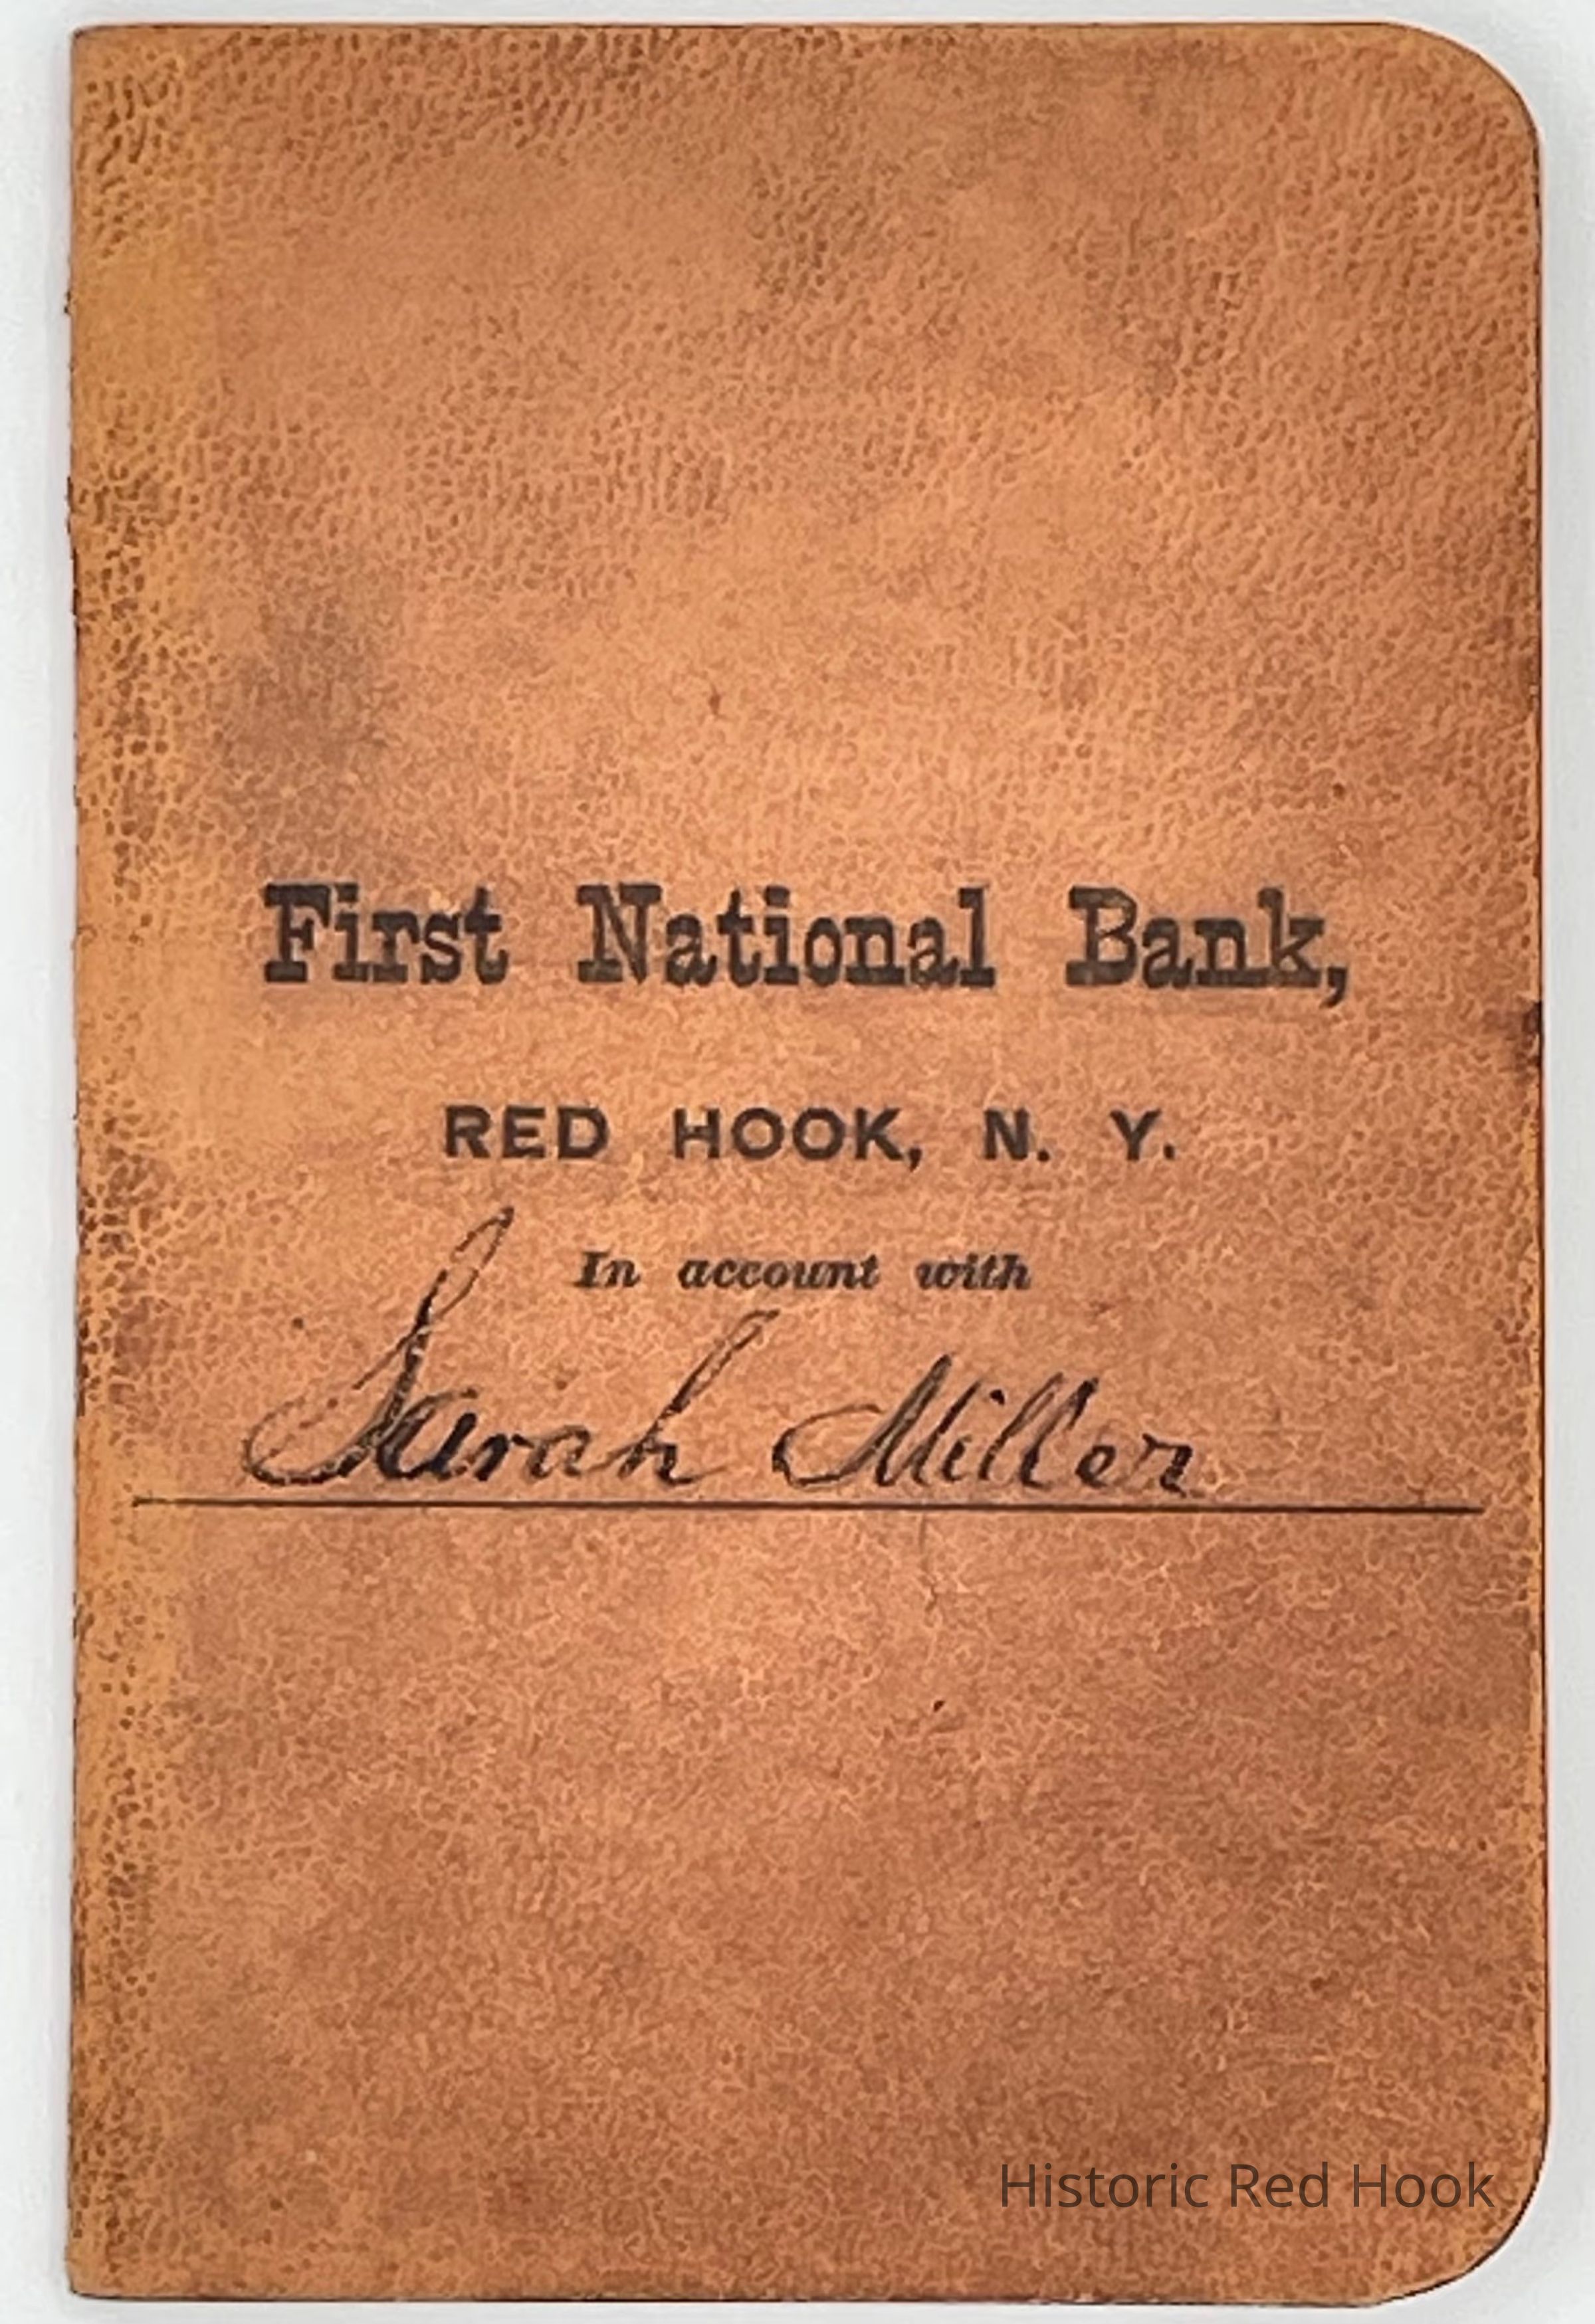 First National Bank,
RED HOOK, N. Y.
In account with
Sarah Miller
Historic Red Hook